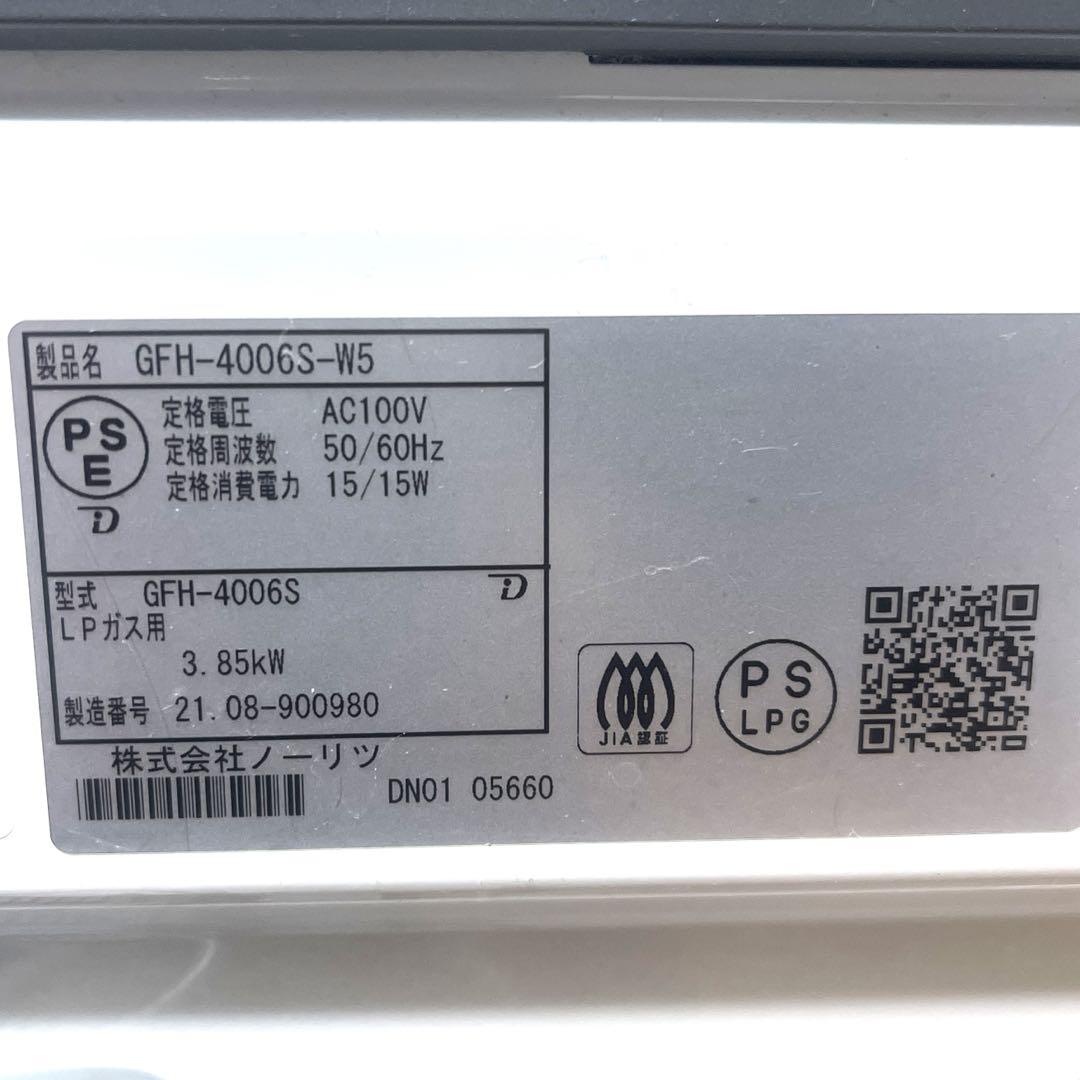 製品名 GFH-4006S-W5
PS
E
定格電圧 AC100V
定格周波数 50/60Hz
定格消費電力 15/15W
型式 GFH-4006S
LPガス用
3.85kW
製造番号 21.08-900980
株式会社ノーリツ
DN01 05660
JIA認証
PS
LPG